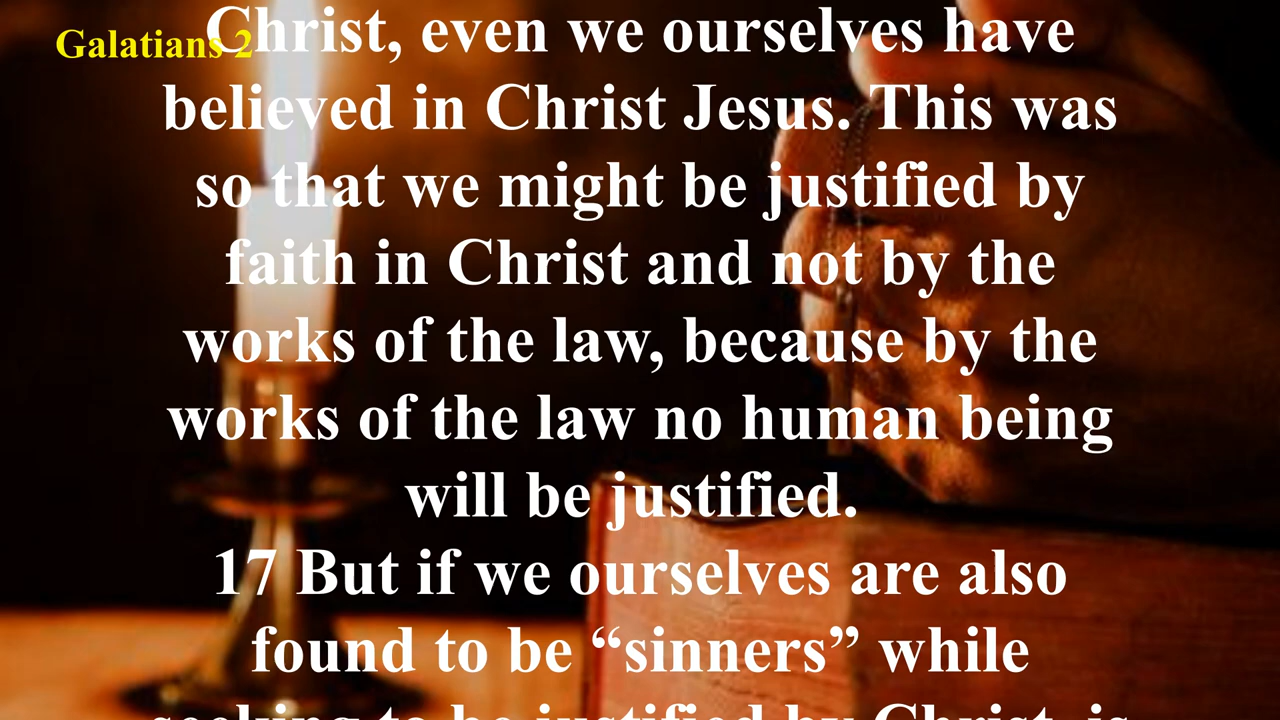 Galatians 2
Christ, even we ourselves have
believed in Christ Jesus. This was
so that we might be justified by
faith in Christ and not by the
works of the law, because by the
works of the law no human being
will be justified.
17 But if we ourselves are also
found to be “sinners” while
seeking to be justified by Christ, is